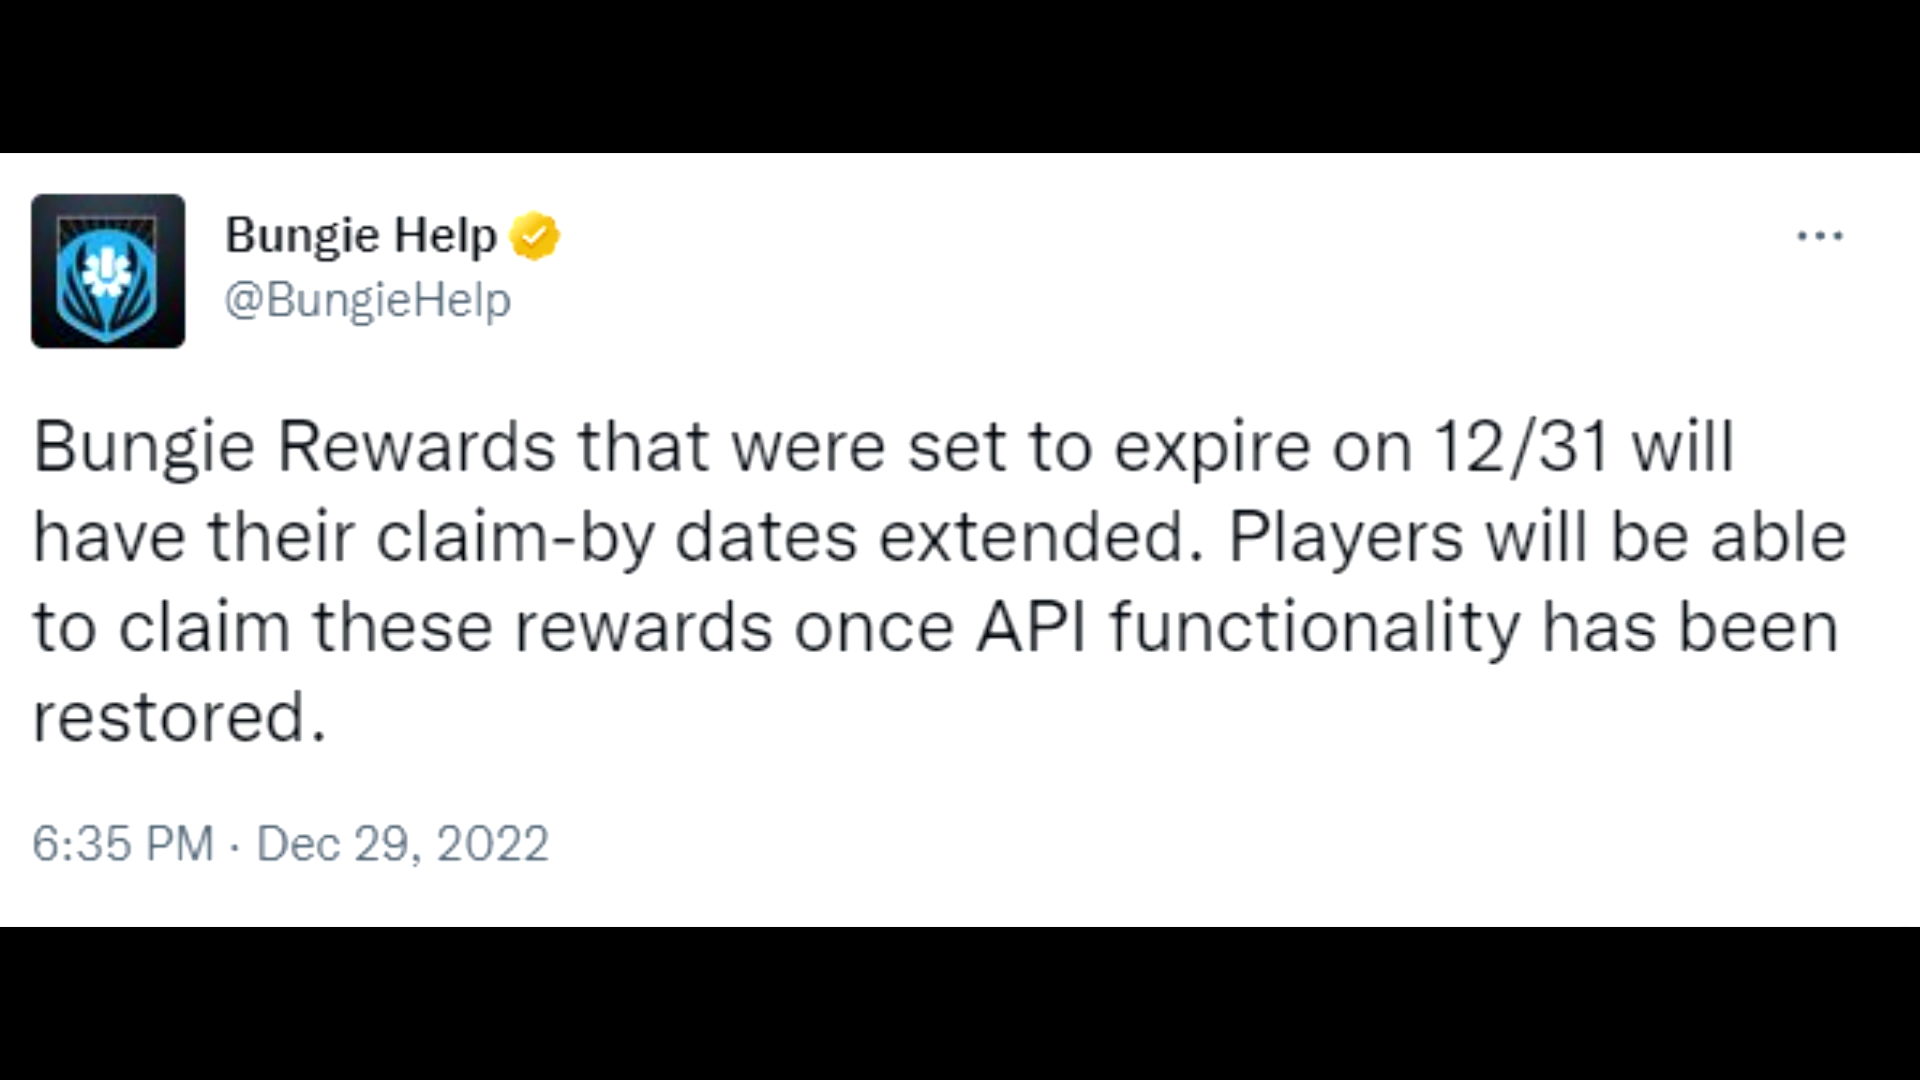 Bungie Help
@BungieHelp
Bungie Rewards that were set to expire on 12/31 will
have their claim-by dates extended. Players will be able
to claim these rewards once API functionality has been
restored.
6:35 PM · Dec 29, 2022